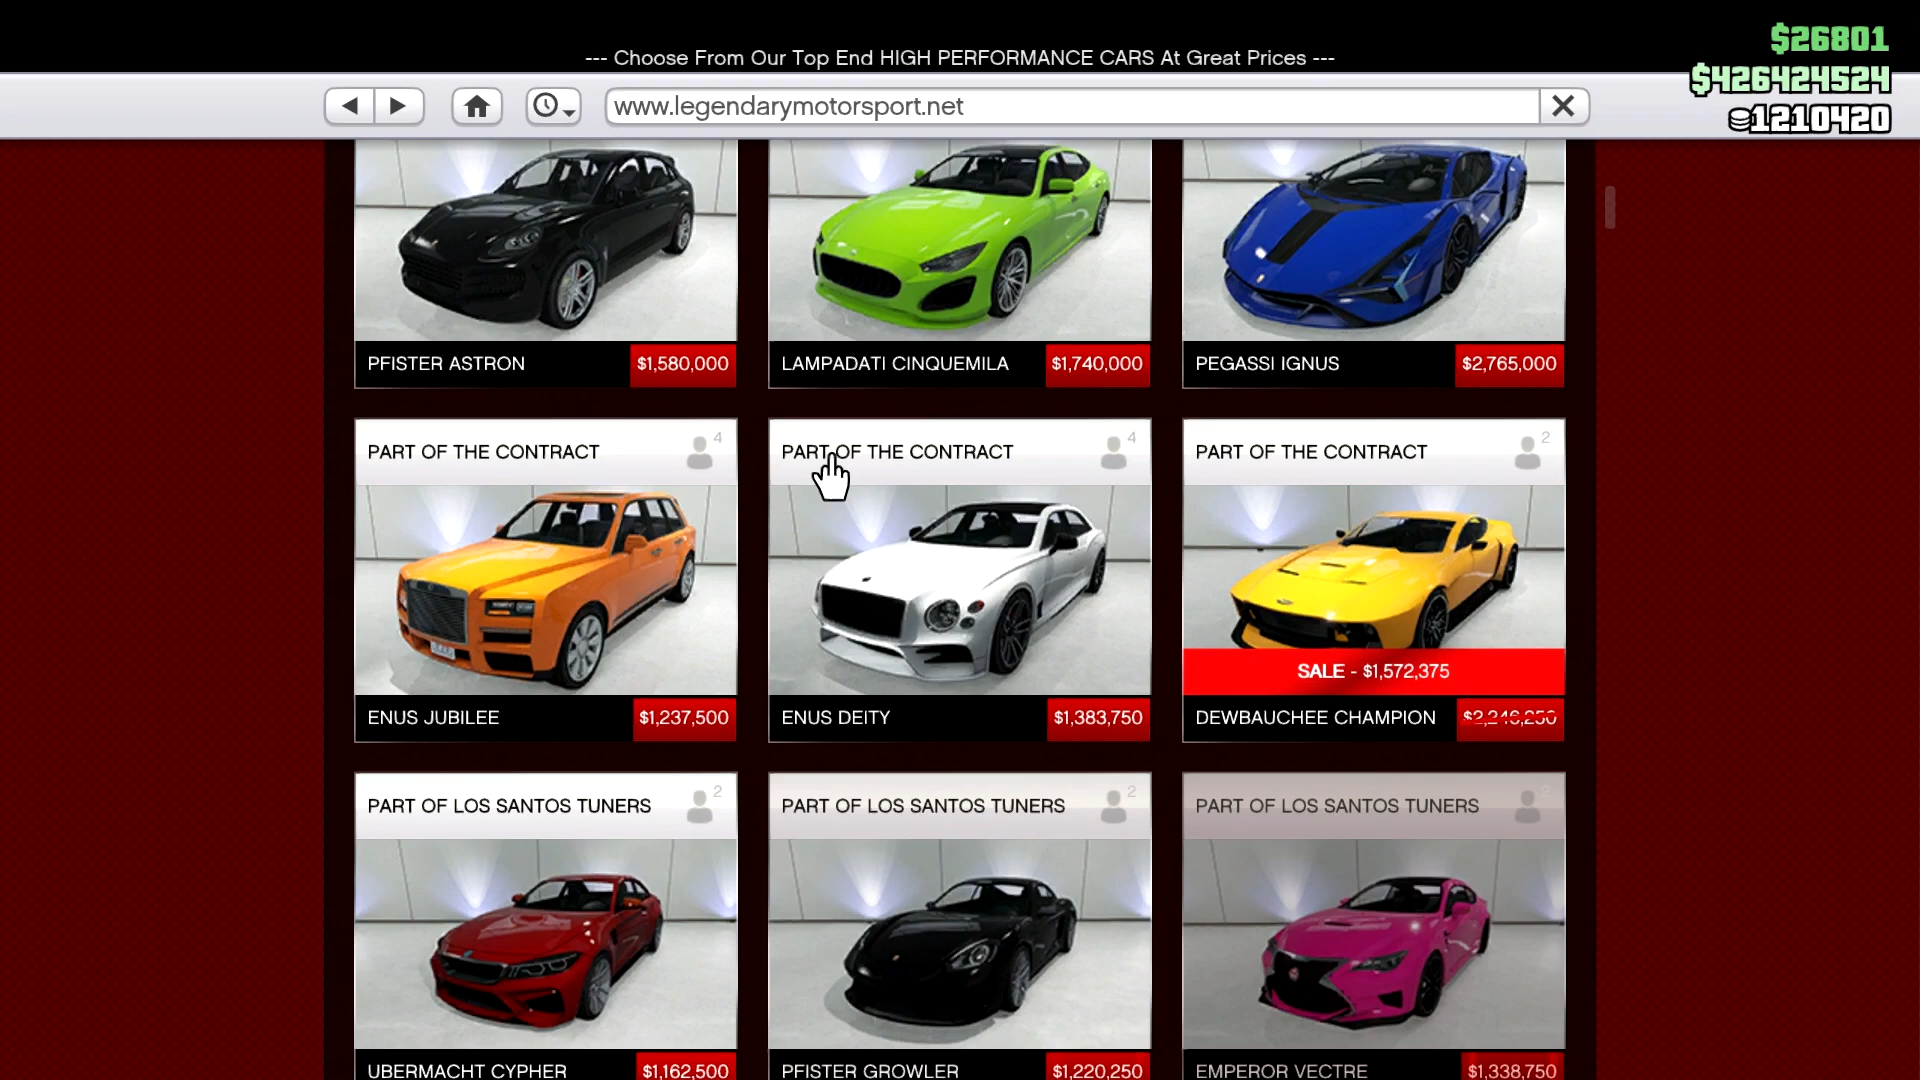 $26801
--- Choose From Our Top End HIGH PERFORMANCE CARS At Great Prices ---
$426424524
www.legendarymotorsport.net
1210420
PFISTER ASTRON $1,580,000
LAMPADATI CINQUEMILA $1,740,000
PEGASSI IGNUS $2,765,000
PART OF THE CONTRACT 4
PART OF THE CONTRACT 4
PART OF THE CONTRACT 2
SALE - $1,572,375
ENUS JUBILEE $1,237,500
ENUS DEITY $1,383,750
DEWBAUCHEE CHAMPION $2,246,250
PART OF LOS SANTOS TUNERS 2
PART OF LOS SANTOS TUNERS 2
PART OF LOS SANTOS TUNERS 2
UBERMACHT CYPHER $1,162,500
PFISTER GROWLER $1,220,250
EMPEROR VECTRE $1,338,750